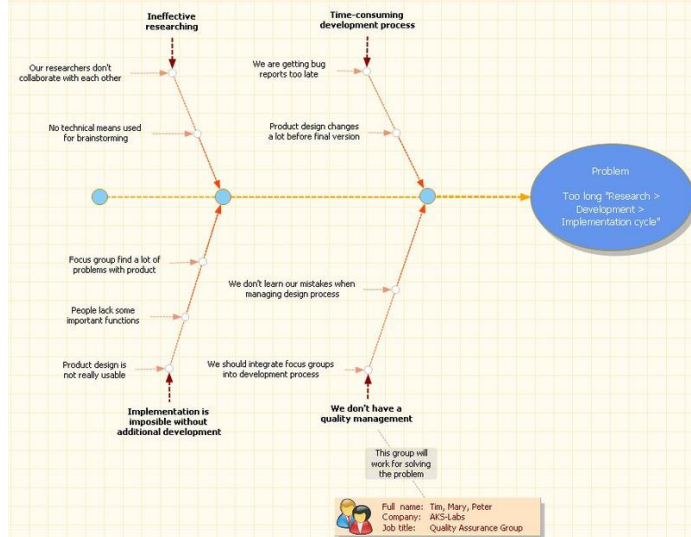 Ineffective
researching
Time-consuming
development process
Our researchers don't
collaborate with each other
We are getting bug
reports too late
No technical means used
for brainstorming
Product design changes
a lot before final version
Problem
Too long "Research >
Development >
Implementation cycle"
Focus group find a lot of
problems with product
We don't learn our mistakes when
managing design process
People lack some
important functions
Product design is
not really usable
We should integrate focus groups
into development process
Implementation is
imposible without
additional development
We don't have a
quality management
This group will
work for solving
the problem
Full name: Tim, Mary, Peter
Company: AKS-Labs
Job title: Quality Assurance Group